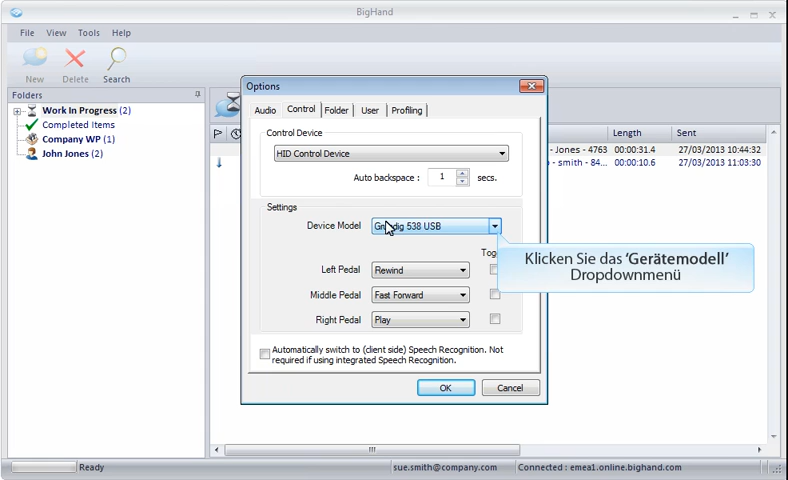 BigHand
File View Tools Help
New Delete Search
Folders
Work In Progress (2)
Completed Items
Company WP (1)
John Jones (2)
Length Sent
- Jones - 4763 00:00:31.4 27/03/2013 10:44:32
- smith - 84... 00:00:10.6 27/03/2013 11:03:30
Options
Audio Control Folder User Profiling
Control Device
HID Control Device
Auto backspace : 1 secs.
Settings
Device Model 538 USB
Left Pedal Rewind
Middle Pedal Fast Forward
Right Pedal Play
Klicken Sie das ‘Gerätemodell’
Dropdownmenü
Automatically switch to (client side) Speech Recognition. Not
required if using integrated Speech Recognition.
OK Cancel
Ready sue.smith@company.com Connected : emea1.online.bighand.com